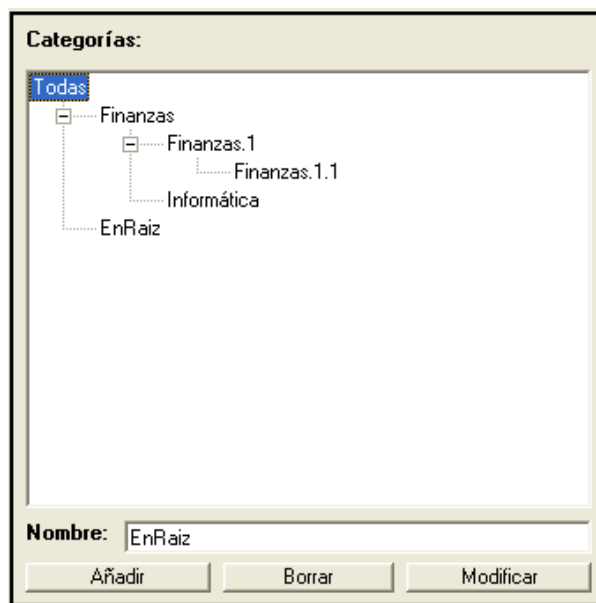 Categorías:
Todas
Finanzas
Finanzas.1
Finanzas.1.1
Informática
EnRaiz
Nombre: EnRaiz
Añadir Borrar Modificar